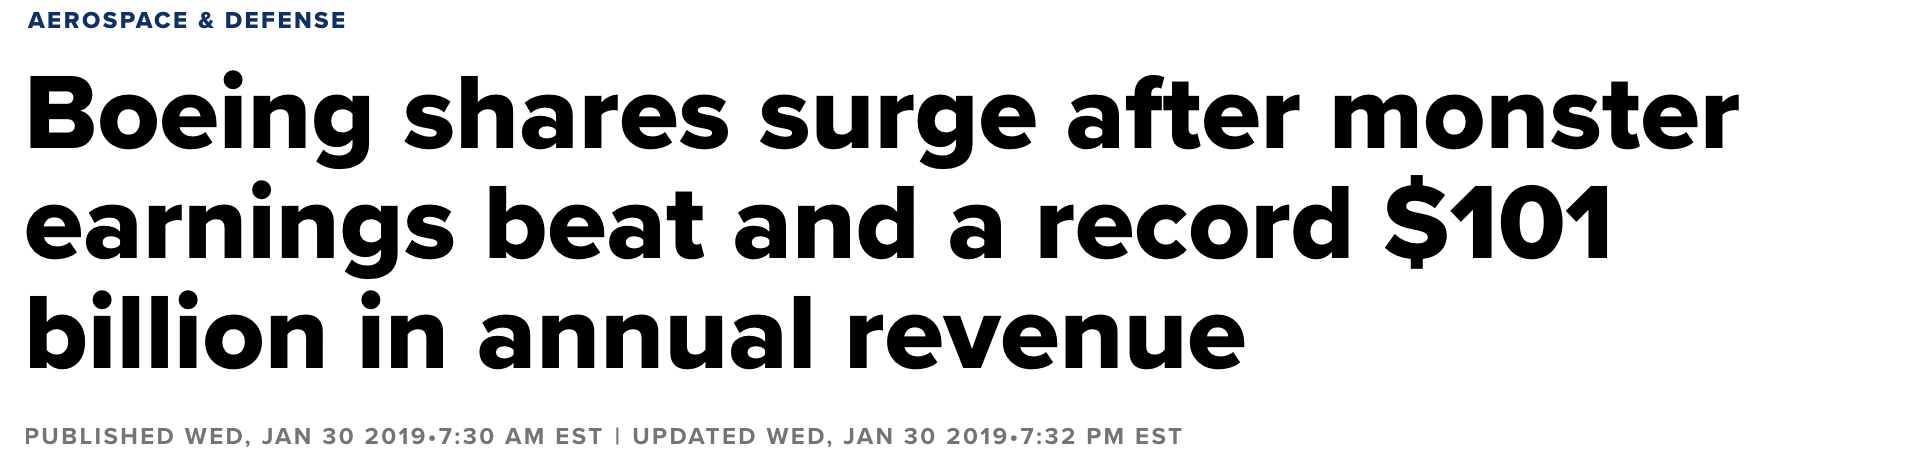 AEROSPACE & DEFENSE
Boeing shares surge after monster
earnings beat and a record $101
billion in annual revenue
PUBLISHED WED, JAN 30 2019•7:30 AM EST | UPDATED WED, JAN 30 2019•7:32 PM EST